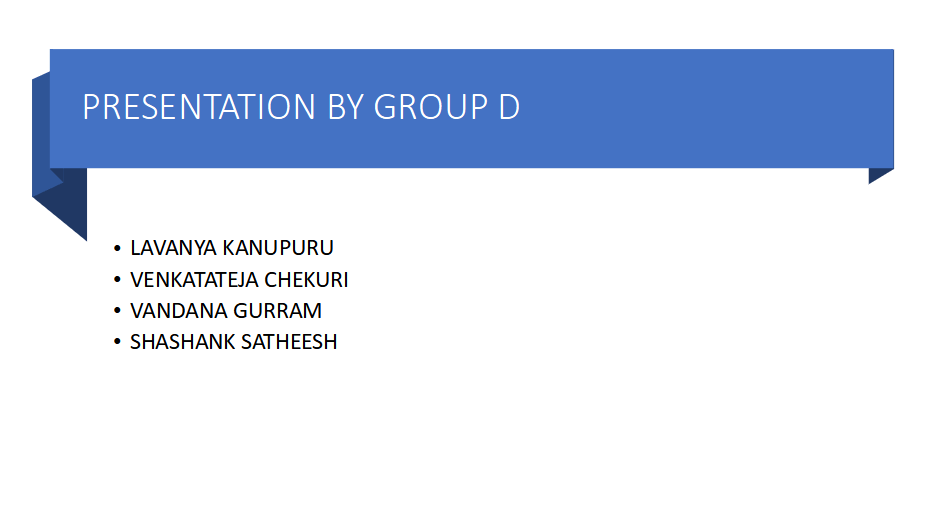 PRESENTATION BY GROUP D
• LAVANYA KANUPURU
• VENKATATEJA CHEKURI
• VANDANA GURRAM
• SHASHANK SATHEESH